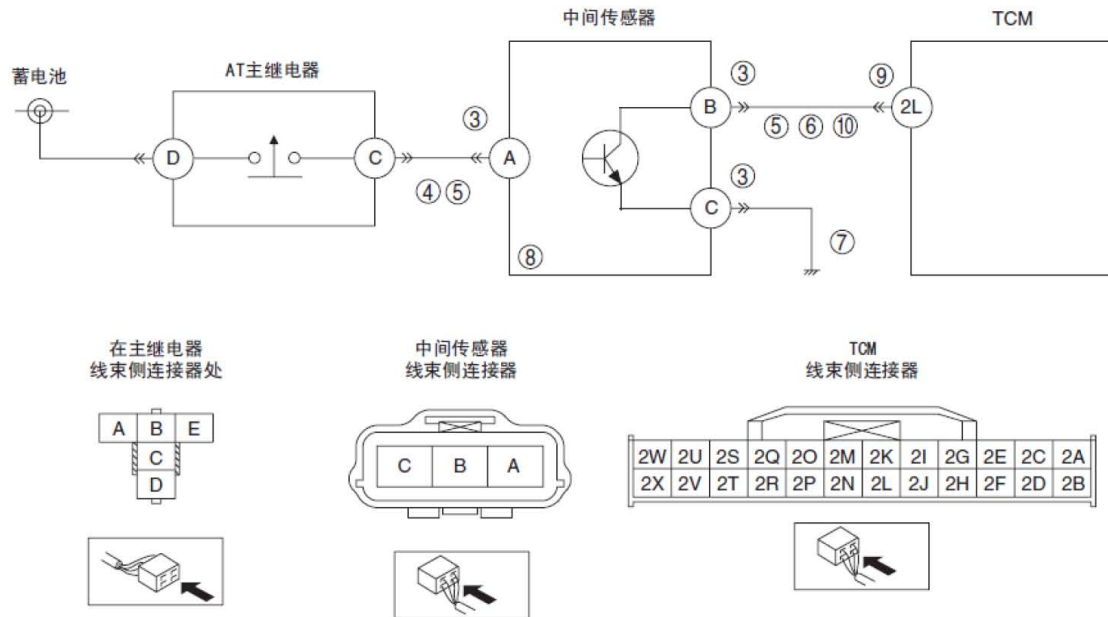 中间传感器
TCM
蓄电池
AT主继电器
③
③
⑨
D
C
A
B
2L
④ ⑤
⑤ ⑥ ⑩
③
C
⑧
⑦
在主继电器
线束侧连接器处
中间传感器
线束侧连接器
TCM
线束侧连接器
A B E
C
D
C B A
2W 2U 2S 2Q 2O 2M 2K 2I 2G 2E 2C 2A
2X 2V 2T 2R 2P 2N 2L 2J 2H 2F 2D 2B